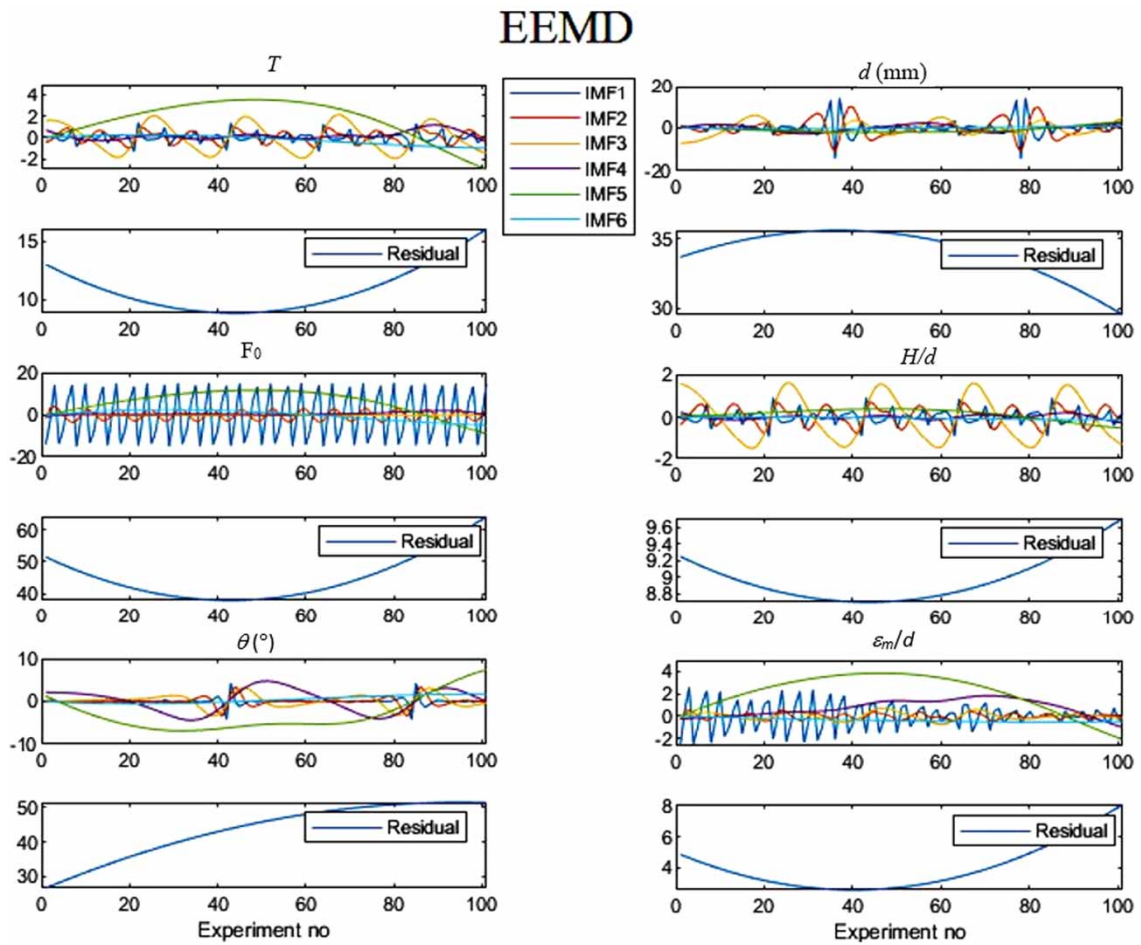 EEMD
T
4
2
0
-2
0 20 40 60 80 100
15
10
Residual
0 20 40 60 80 100
IMF1
IMF2
IMF3
IMF4
IMF5
IMF6
d (mm)
20
0
-20
0 20 40 60 80 100
35
30
Residual
0 20 40 60 80 100
F₀
20
0
-20
0 20 40 60 80 100
60
50
40
Residual
0 20 40 60 80 100
H/d
2
0
-2
0 20 40 60 80 100
9.6
9.4
9.2
9
8.8
Residual
0 20 40 60 80 100
θ (°)
10
0
-10
0 20 40 60 80 100
50
40
30
Residual
0 20 40 60 80 100
Experiment no
εₘ/d
4
2
0
-2
0 20 40 60 80 100
8
6
4
Residual
0 20 40 60 80 100
Experiment no